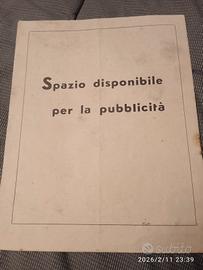 Spazio disponibile
per la pubblicità
2026/2/11 23:39
subito